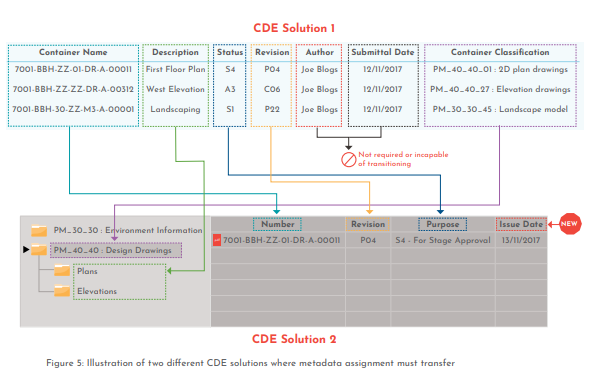 CDE Solution 1
Container Name Description Status Revision Author Submittal Date Container Classification
7001-BBH-ZZ-01-DR-A-00011 First Floor Plan S4 P04 Joe Blogs 12/11/2017 PM_40_40_01 : 2D plan drawings
7001-BBH-ZZ-ZZ-DR-A-00312 West Elevation A3 C06 Joe Blogs 12/11/2017 PM_40_40_27 : Elevation drawings
7001-BBH-30-ZZ-M3-A-00001 Landscaping S1 P22 Joe Blogs 12/11/2017 PM_30_30_45 : Landscape model
Not required or incapable
of transitioning
Number Revision Purpose Issue Date NEW
PM_30_30 : Environment Information
7001-BBH-ZZ-01-DR-A-00011 P04 S4 - For Stage Approval 13/11/2017
PM_40_40 : Design Drawings
Plans
Elevations
CDE Solution 2
Figure 5: Illustration of two different CDE solutions where metadata assignment must transfer